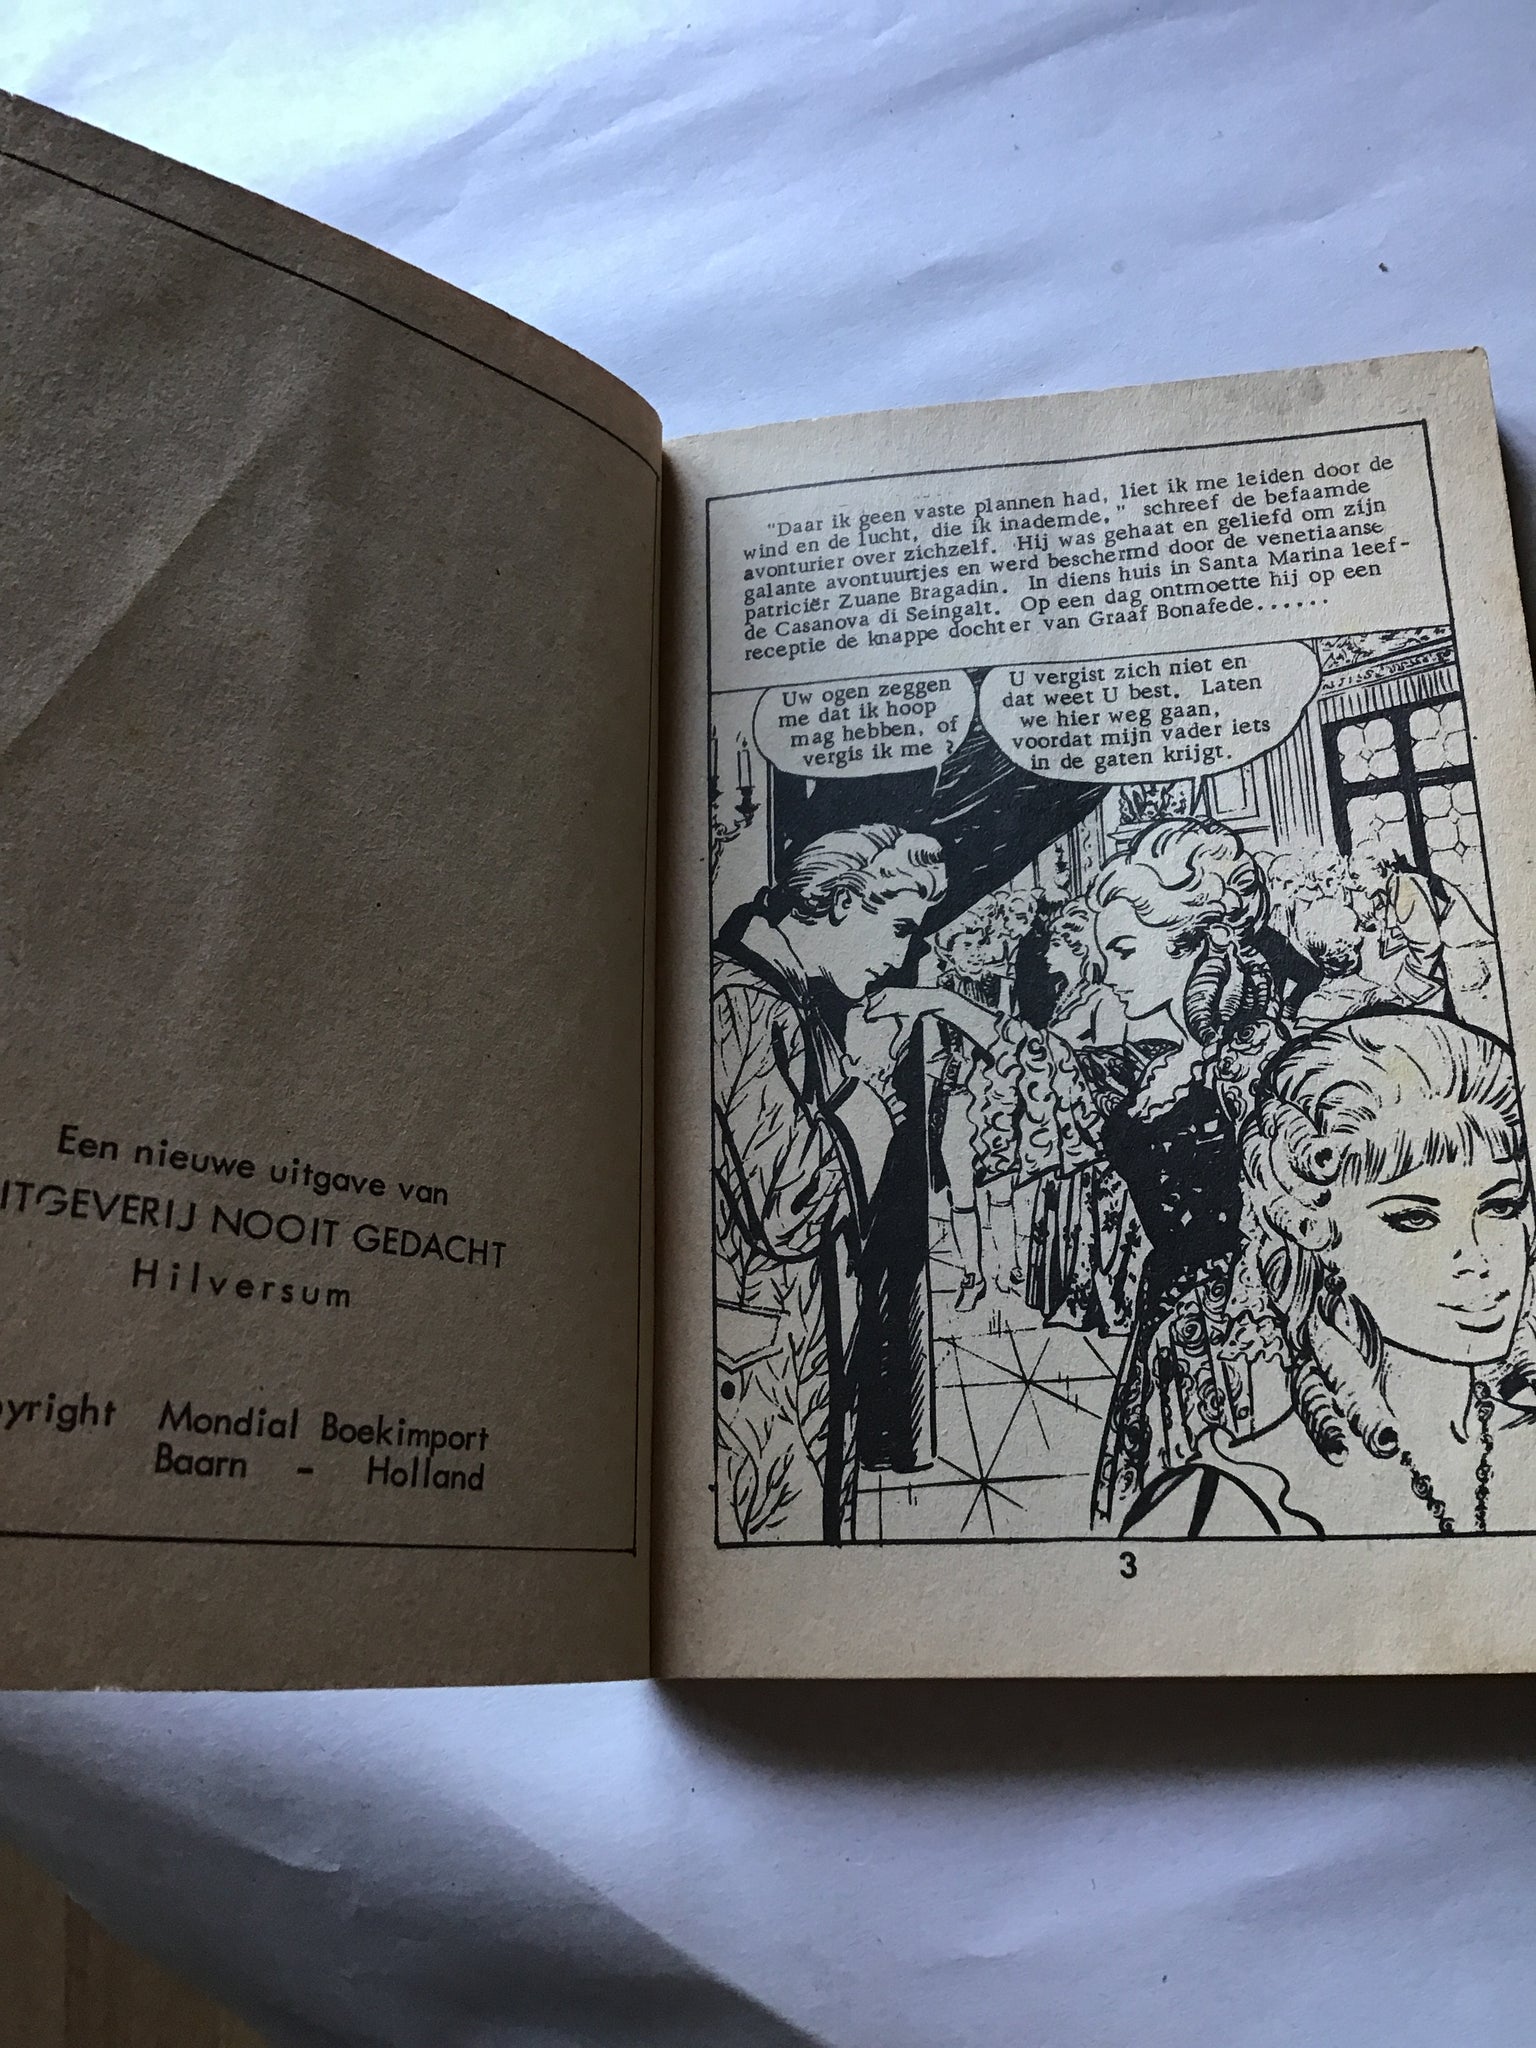 Een nieuwe uitgave van
ITGEVERIJ NOOIT GEDACHT
Hilversum
yright Mondial Boekimport
Baarn - Holland
"Daar ik geen vaste plannen had, liet ik me leiden door de
wind en de lucht, die ik inademde," schreef de befaamde
avonturier over zichzelf. Hij was gehaat en geliefd om zijn
galante avontuurtjes en werd beschermd door de venetiaanse
patriciër Zuane Bragadin. In diens huis in Santa Marina leef-
de Casanova di Seingalt. Op een dag ontmoette hij op een
receptie de knappe dochter van Graaf Bonafede......
Uw ogen zeggen
me dat ik hoop
mag hebben, of
vergis ik me ?
U vergist zich niet en
dat weet U best. Laten
we hier weg gaan,
voordat mijn vader iets
in de gaten krijgt.
3